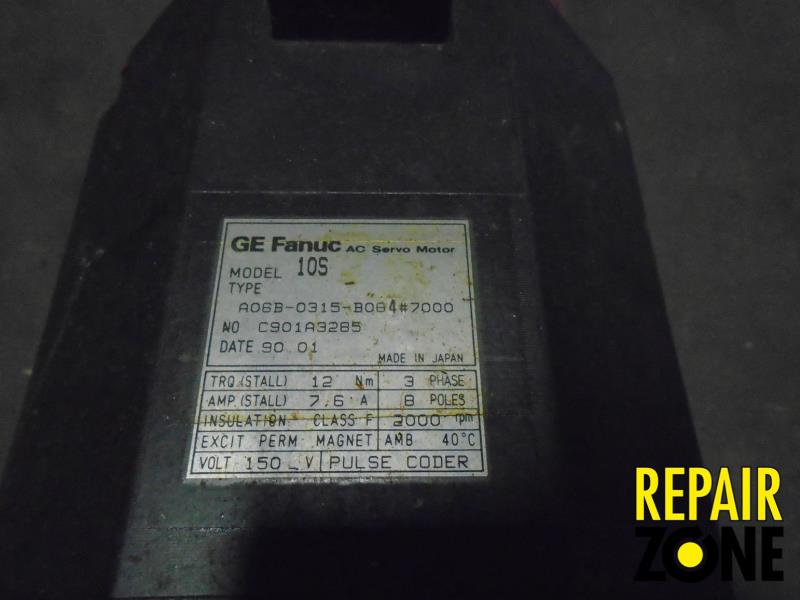 GE Fanuc AC Servo Motor
MODEL 10S
TYPE
A06B-0315-B084#7000
NO C901A3285
DATE 90.01
MADE IN JAPAN
TRQ.(STALL) 12 Nm 3 PHASE
AMP.(STALL) 7.6 A 8 POLES
INSULATION. CLASS F 2000 rpm
EXCIT PERM. MAGNET AMB 40°C
VOLT 150 V PULSE CODER
REPAIR
ZONE